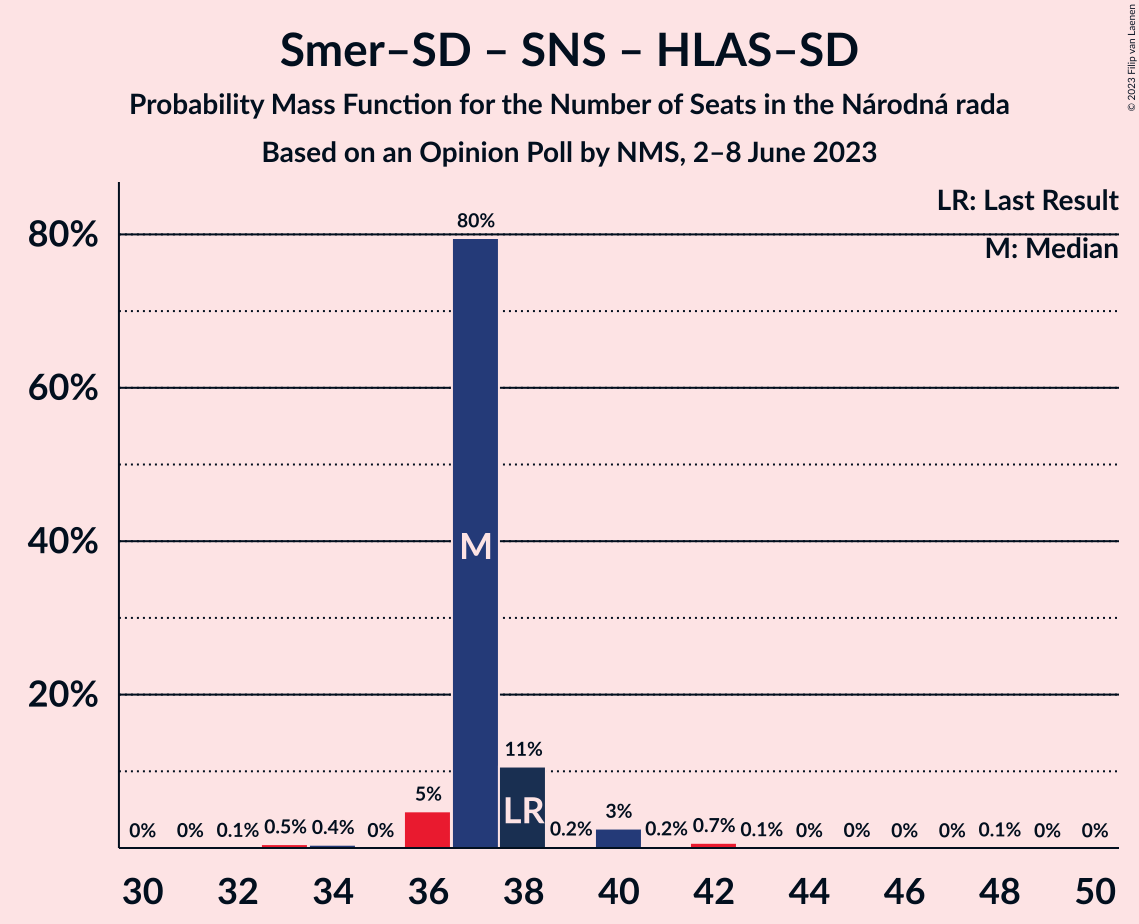 Smer–SD – SNS – HLAS–SD
Probability Mass Function for the Number of Seats in the Národná rada
Based on an Opinion Poll by NMS, 2–8 June 2023
© 2023 Filip van Laenen
LR: Last Result
M: Median
80%
60%
40%
20%
0% 0% 0.1% 0.5% 0.4% 0% 5% 80% 11% 0.2% 3% 0.2% 0.7% 0.1% 0% 0% 0% 0% 0.1% 0% 0%
M
LR
30 32 34 36 38 40 42 44 46 48 50